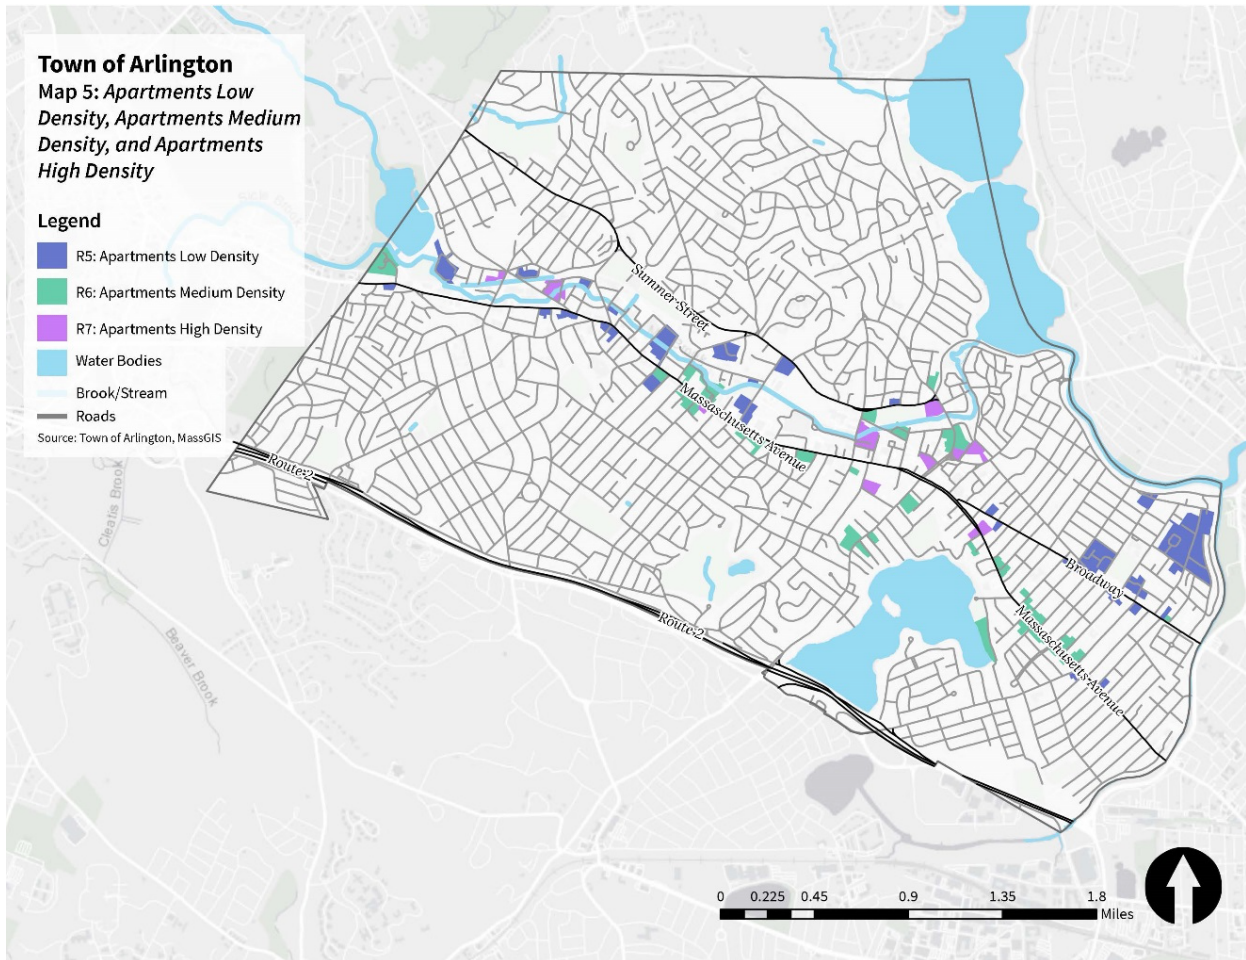 Town of Arlington
Map 5: Apartments Low
Density, Apartments Medium
Density, and Apartments
High Density
Legend
R5: Apartments Low Density
R6: Apartments Medium Density
R7: Apartments High Density
Water Bodies
Brook/Stream
Roads
Source: Town of Arlington, MassGIS
Summer Street
Massaschusetts Avenue
Route 2
Cleatis Brook
Broadway
Route 2
Massaschusetts Avenue
Beaver Brook
0 0.225 0.45 0.9 1.35 1.8
Miles